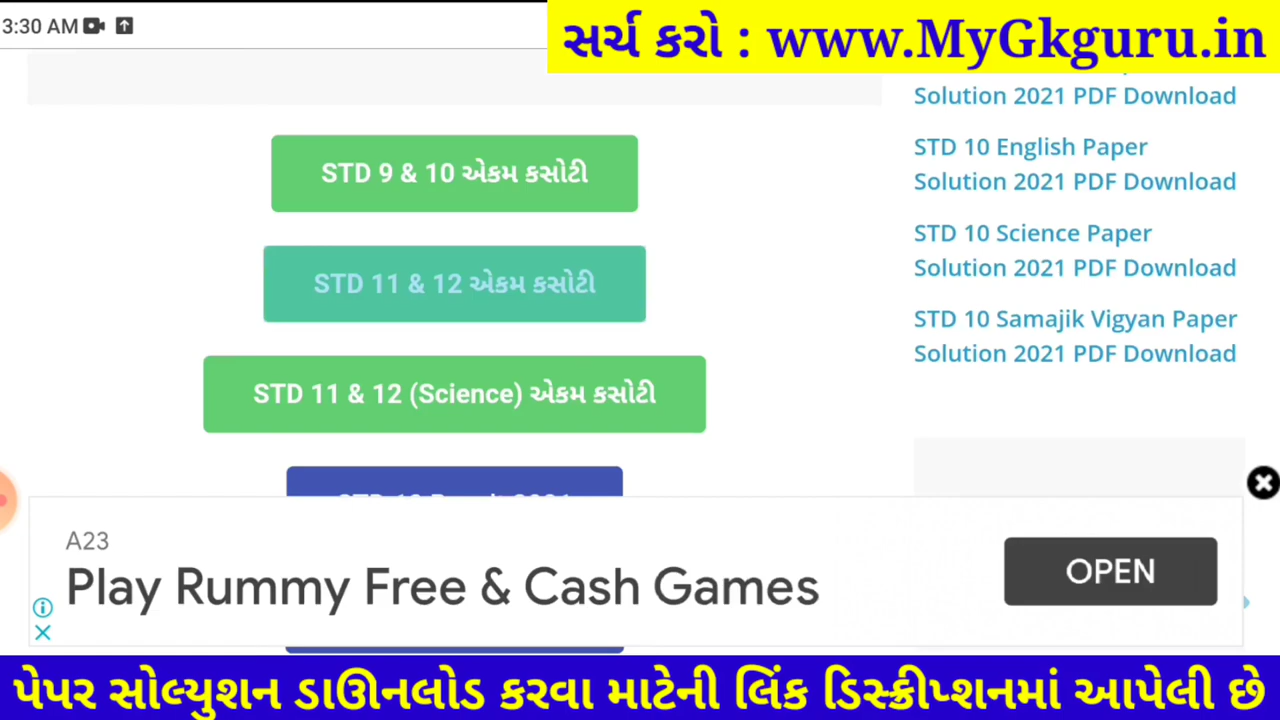 3:30 AM
સર્ચ કરો : www.MyGkguru.in
Solution 2021 PDF Download
STD 10 English Paper
Solution 2021 PDF Download
STD 10 Science Paper
Solution 2021 PDF Download
STD 10 Samajik Vigyan Paper
Solution 2021 PDF Download
STD 9 & 10 એકમ કસોટી
STD 11 & 12 એકમ કસોટી
STD 11 & 12 (Science) એકમ કસોટી
A23
Play Rummy Free & Cash Games
OPEN
પેપર સોલ્યુશન ડાઊનલોડ કરવા માટેની લિંક ડિસ્ક્રીપ્શનમાં આપેલી છે